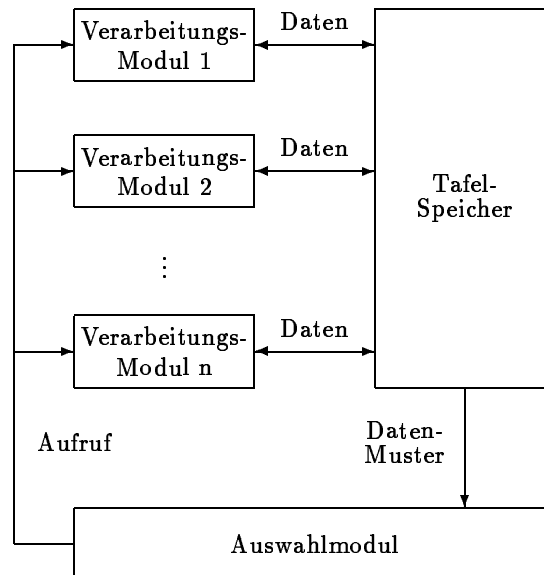 Verarbeitungs-
Modul 1
Daten
Verarbeitungs-
Modul 2
Daten
Tafel-
Speicher
⋮
Verarbeitungs-
Modul n
Daten
Aufruf
Daten-
Muster
Auswahlmodul